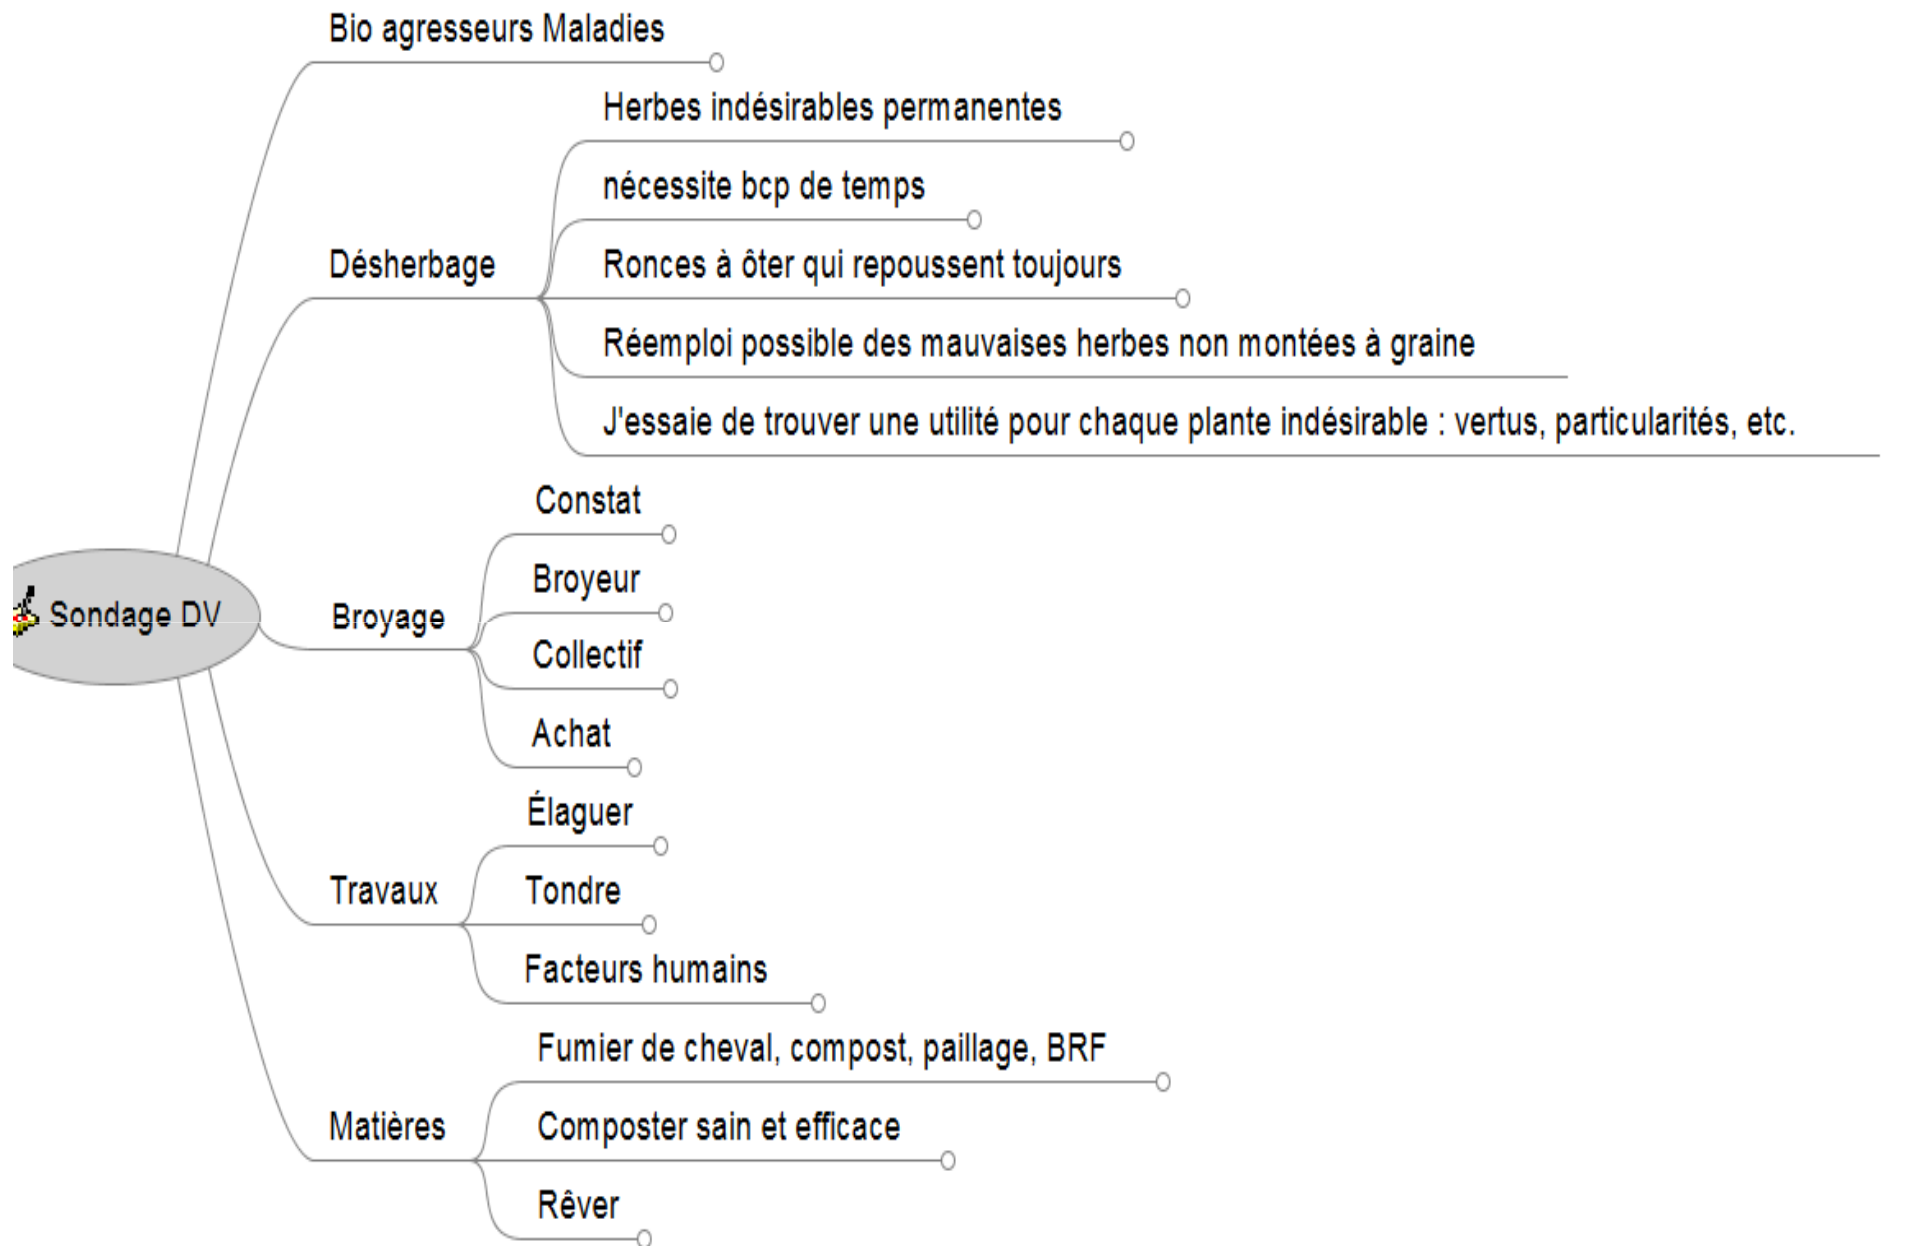 Sondage DV
Bio agresseurs Maladies
Désherbage
Herbes indésirables permanentes
nécessite bcp de temps
Ronces à ôter qui repoussent toujours
Réemploi possible des mauvaises herbes non montées à graine
J'essaie de trouver une utilité pour chaque plante indésirable : vertus, particularités, etc.
Broyage
Constat
Broyeur
Collectif
Achat
Travaux
Élaguer
Tondre
Facteurs humains
Matières
Fumier de cheval, compost, paillage, BRF
Composter sain et efficace
Rêver